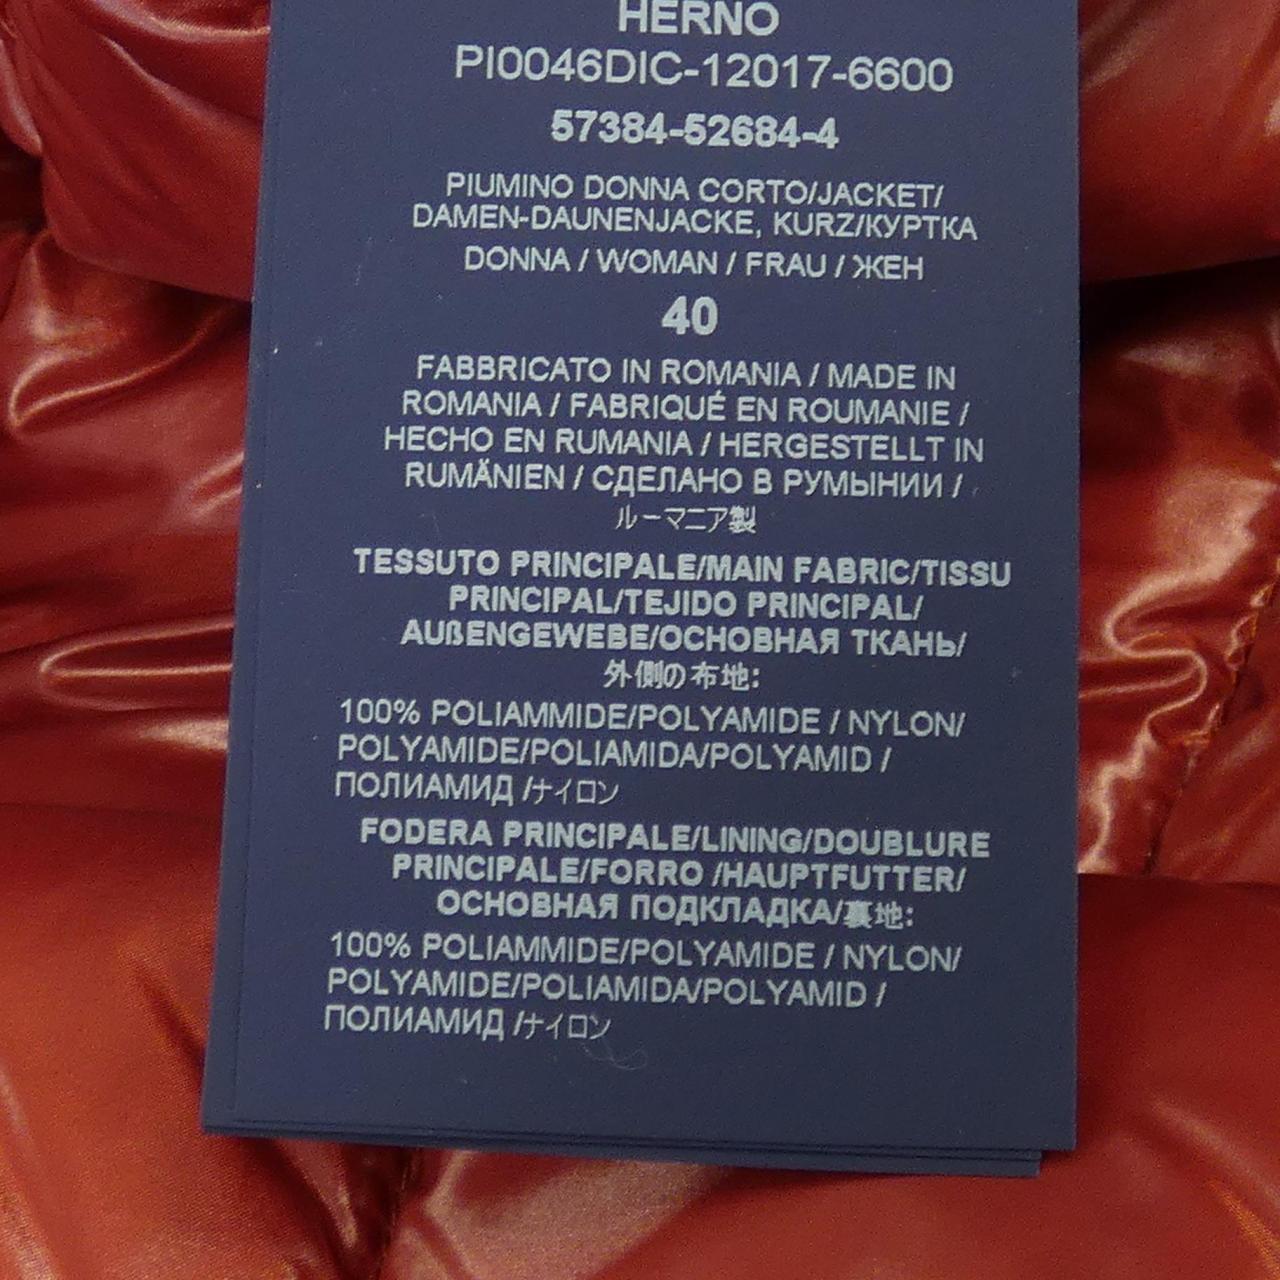 HERNO
PI0046DIC-12017-6600
57384-52684-4
PIUMINO DONNA CORTO/JACKET/
DAMEN-DAUNENJACKE, KURZ/КУРТКА
DONNA / WOMAN / FRAU / ЖЕН
40
FABBRICATO IN ROMANIA / MADE IN
ROMANIA / FABRIQUÉ EN ROUMANIE /
HECHO EN RUMANIA / HERGESTELLT IN
RUMÄNIEN / СДЕЛАНО В РУМЫНИИ /
ルーマニア製
TESSUTO PRINCIPALE/MAIN FABRIC/TISSU
PRINCIPAL/TEJIDO PRINCIPAL/
AUßENGEWEBE/ОСНОВНАЯ ТКАНЬ/
外側の布地:
100% POLIAMMIDE/POLYAMIDE / NYLON/
POLYAMIDE/POLIAMIDA/POLYAMID /
ПОЛИАМИД /ナイロン
FODERA PRINCIPALE/LINING/DOUBLURE
PRINCIPALE/FORRO /HAUPTFUTTER/
ОСНОВНАЯ ПОДКЛАДКА/裏地:
100% POLIAMMIDE/POLYAMIDE / NYLON/
POLYAMIDE/POLIAMIDA/POLYAMID /
ПОЛИАМИД /ナイロン